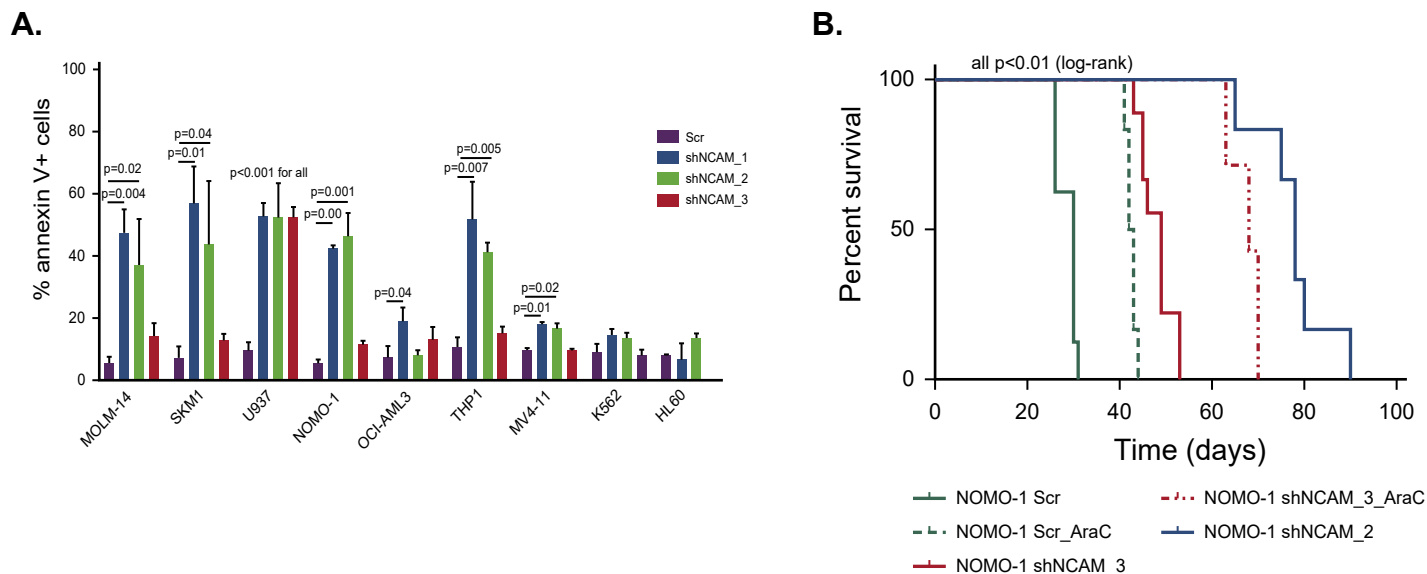 A.
% annexin V+ cells
100
80
60
40
20
0
p=0.02
p=0.004
p=0.04
p=0.01
p<0.001 for all
p=0.001
p=0.00
p=0.04
p=0.005
p=0.007
p=0.02
p=0.01
Scr
shNCAM_1
shNCAM_2
shNCAM_3
MOLM-14
SKM1
U937
NOMO-1
OCI-AML3
THP1
MV4-11
K562
HL60
B.
all p<0.01 (log-rank)
Percent survival
100
50
0
0 20 40 60 80 100
Time (days)
NOMO-1 Scr
NOMO-1 Scr_AraC
NOMO-1 shNCAM_3
NOMO-1 shNCAM_3_AraC
NOMO-1 shNCAM_2